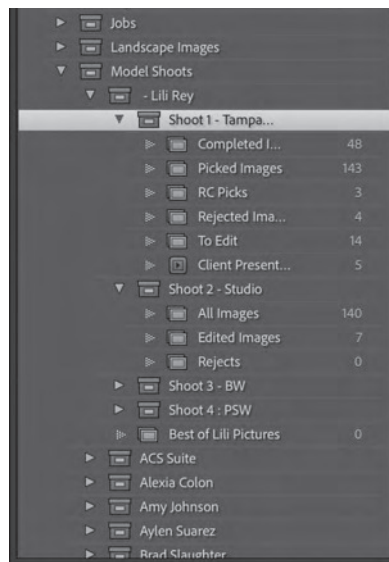 Jobs
Landscape Images
Model Shoots
- Lili Rey
Shoot 1 - Tampa...
Completed I... 48
Picked Images 143
RC Picks 3
Rejected Ima... 4
To Edit 14
Client Present... 5
Shoot 2 - Studio
All Images 140
Edited Images 7
Rejects 0
Shoot 3 - BW
Shoot 4 : PSW
Best of Lili Pictures 0
ACS Suite
Alexia Colon
Amy Johnson
Aylen Suarez
Brad Slaughter